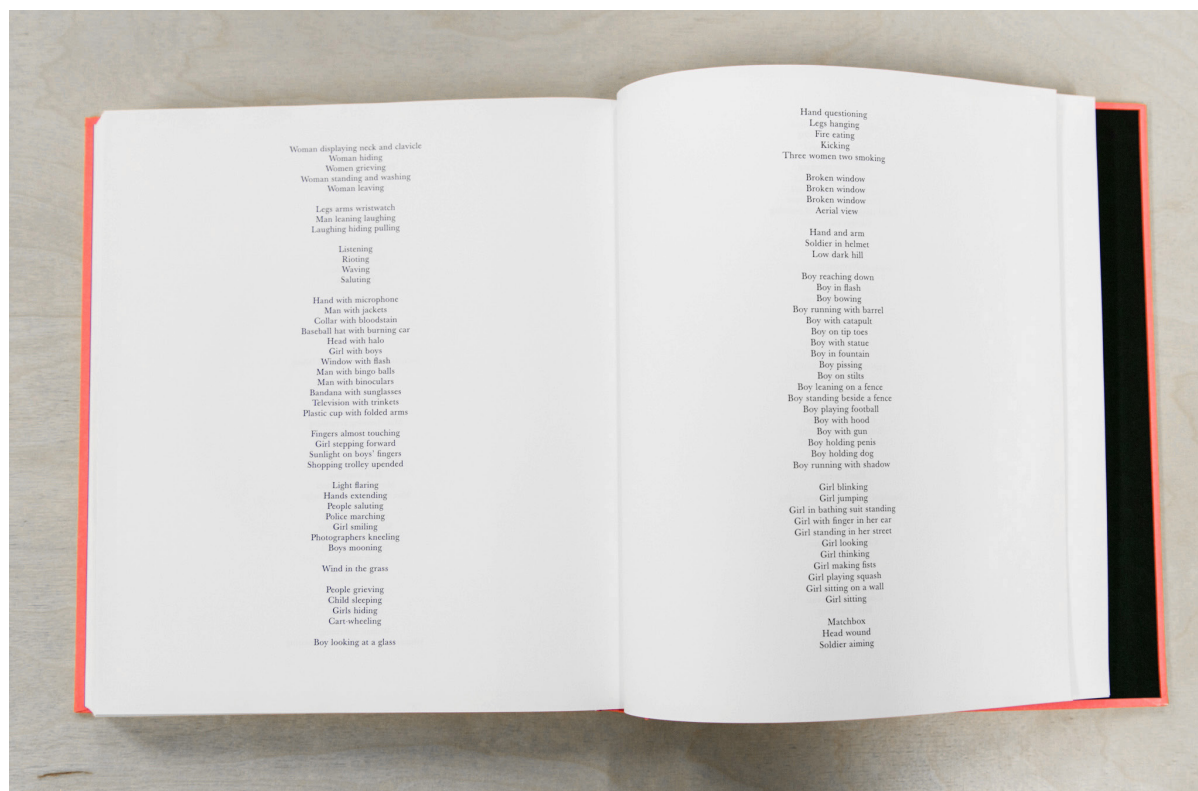 Woman displaying neck and clavicle
Woman hiding
Women grieving
Woman standing and washing
Woman leaving
Legs arms wristwatch
Man leaning laughing
Laughing hiding pulling
Listening
Rioting
Waving
Saluting
Hand with microphone
Man with jackets
Collar with bloodstain
Baseball hat with burning car
Head with halo
Girl with boys
Window with flash
Man with bingo balls
Man with binoculars
Bandana with sunglasses
Television with trinkets
Plastic cup with folded arms
Fingers almost touching
Girl stepping forward
Sunlight on boys’ fingers
Shopping trolley upended
Light flaring
Hands extending
People saluting
Police marching
Girl smiling
Photographers kneeling
Boys mooning
Wind in the grass
People grieving
Child sleeping
Girls hiding
Cart-wheeling
Boy looking at a glass
Hand questioning
Legs hanging
Fire eating
Kicking
Three women two smoking
Broken window
Broken window
Broken window
Aerial view
Hand and arm
Soldier in helmet
Low dark hill
Boy reaching down
Boy in flash
Boy bowing
Boy running with barrel
Boy with catapult
Boy on tip toes
Boy with statue
Boy in fountain
Boy pissing
Boy on stilts
Boy leaning on a fence
Boy standing beside a fence
Boy playing football
Boy with hood
Boy with gun
Boy holding penis
Boy holding dog
Boy running with shadow
Girl blinking
Girl jumping
Girl in bathing suit standing
Girl with finger in her ear
Girl standing in her street
Girl looking
Girl thinking
Girl making fists
Girl playing squash
Girl sitting on a wall
Girl sitting
Matchbox
Head wound
Soldier aiming